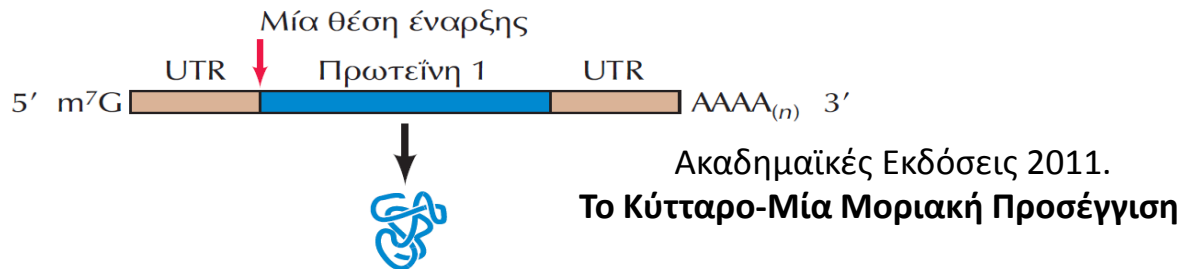 Μία θέση έναρξης
UTR Πρωτεΐνη 1 UTR
5′ m⁷G AAAA(n) 3′
Ακαδημαϊκές Εκδόσεις 2011.
Το Κύτταρο-Μία Μοριακή Προσέγγιση